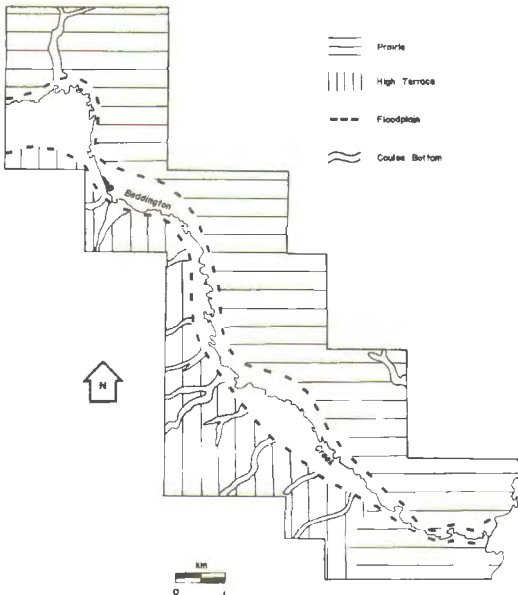 Prairie
High Terrace
Floodplain
Coulee Bottom
Beddington
N
Creek
km
0